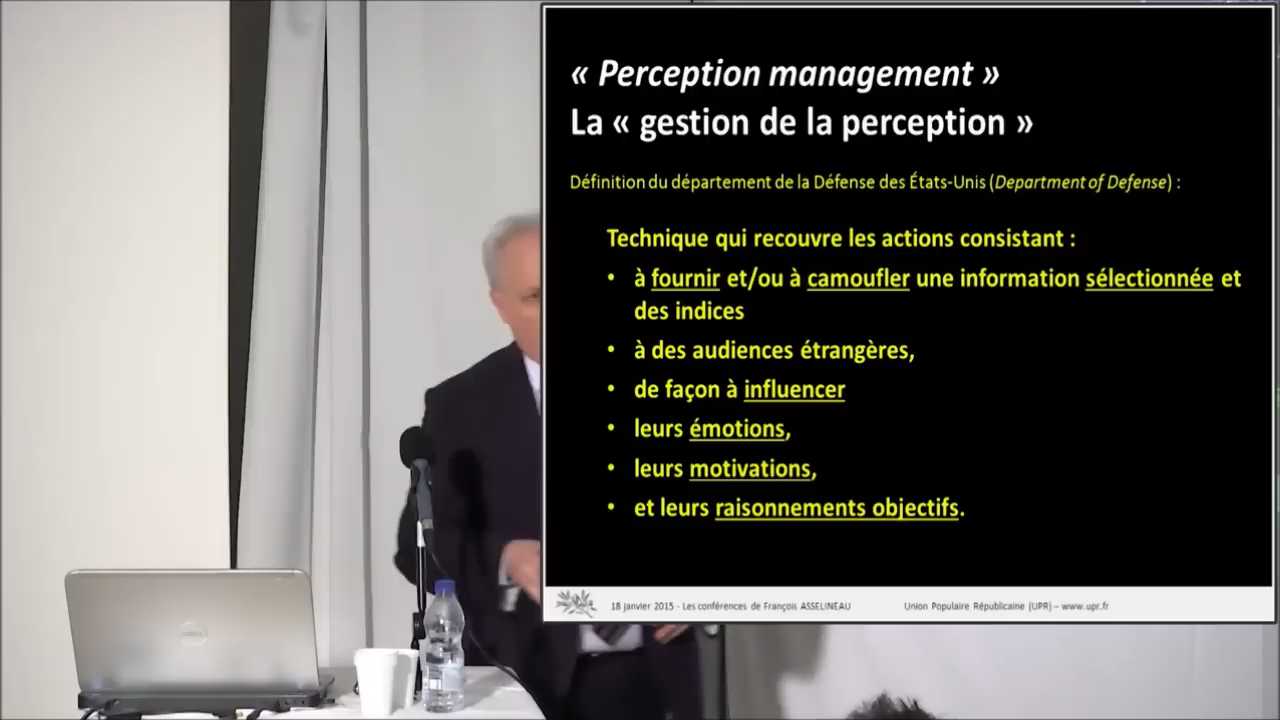 « Perception management »
La « gestion de la perception »
Définition du département de la Défense des États-Unis (Department of Defense) :
Technique qui recouvre les actions consistant :
• à fournir et/ou à camoufler une information sélectionnée et
des indices
• à des audiences étrangères,
• de façon à influencer
• leurs émotions,
• leurs motivations,
• et leurs raisonnements objectifs.
18 janvier 2015 - Les conférences de François ASSELINEAU
Union Populaire Républicaine (UPR) – www.upr.fr
DELL